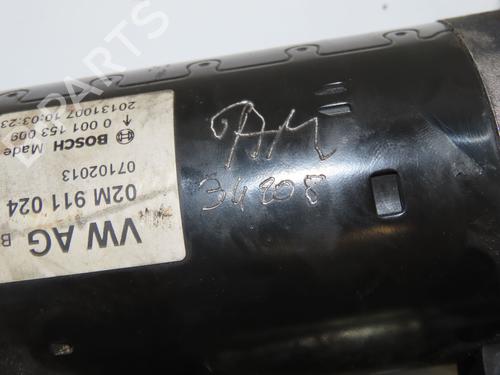 VW AG
02M 911 024 B
07102013
BOSCH Made
0 001 153 009
20131007 10:03:23
34208
PARTS